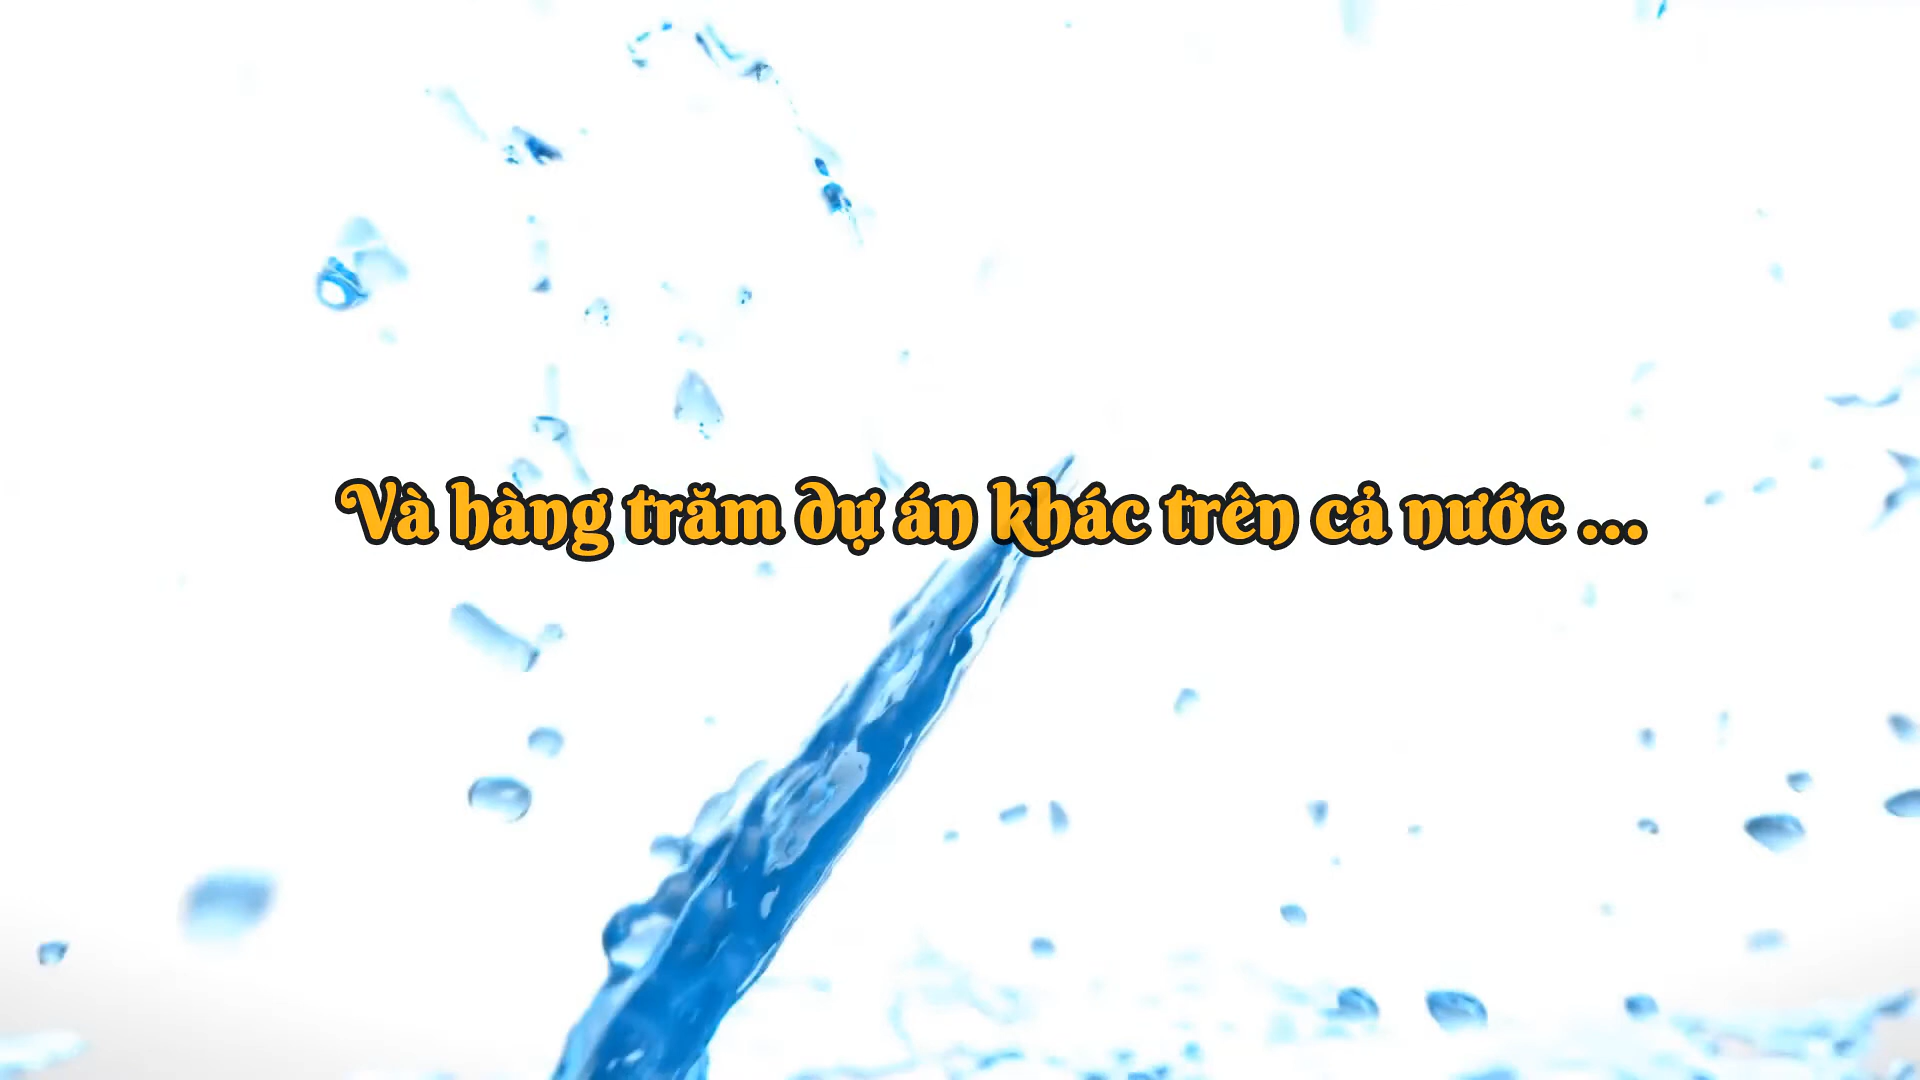 Và hàng trăm dự án khác trên cả nước ...